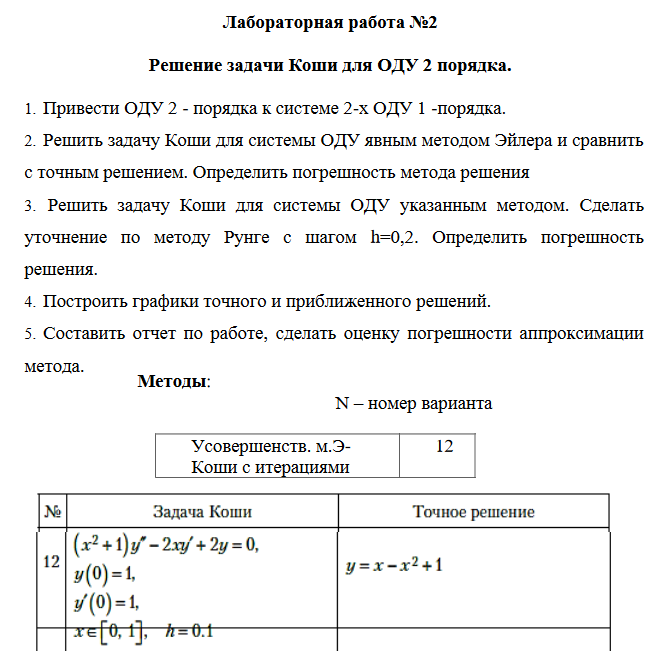 Лабораторная работа №2
Решение задачи Коши для ОДУ 2 порядка.
1. Привести ОДУ 2 - порядка к системе 2-х ОДУ 1 -порядка.
2. Решить задачу Коши для системы ОДУ явным методом Эйлера и сравнить
с точным решением. Определить погрешность метода решения
3. Решить задачу Коши для системы ОДУ указанным методом. Сделать
уточнение по методу Рунге с шагом h=0,2. Определить погрешность
решения.
4. Построить графики точного и приближенного решений.
5. Составить отчет по работе, сделать оценку погрешности аппроксимации
метода.
Методы:
N – номер варианта
Усовершенств. м.Э- 12
Коши с итерациями
№ Задача Коши Точное решение
12 (x² + 1)y″ − 2xy′ + 2y = 0,
y = x − x² + 1
y(0) = 1,
y′(0) = 1,
x ∈ [0, 1], h = 0.1